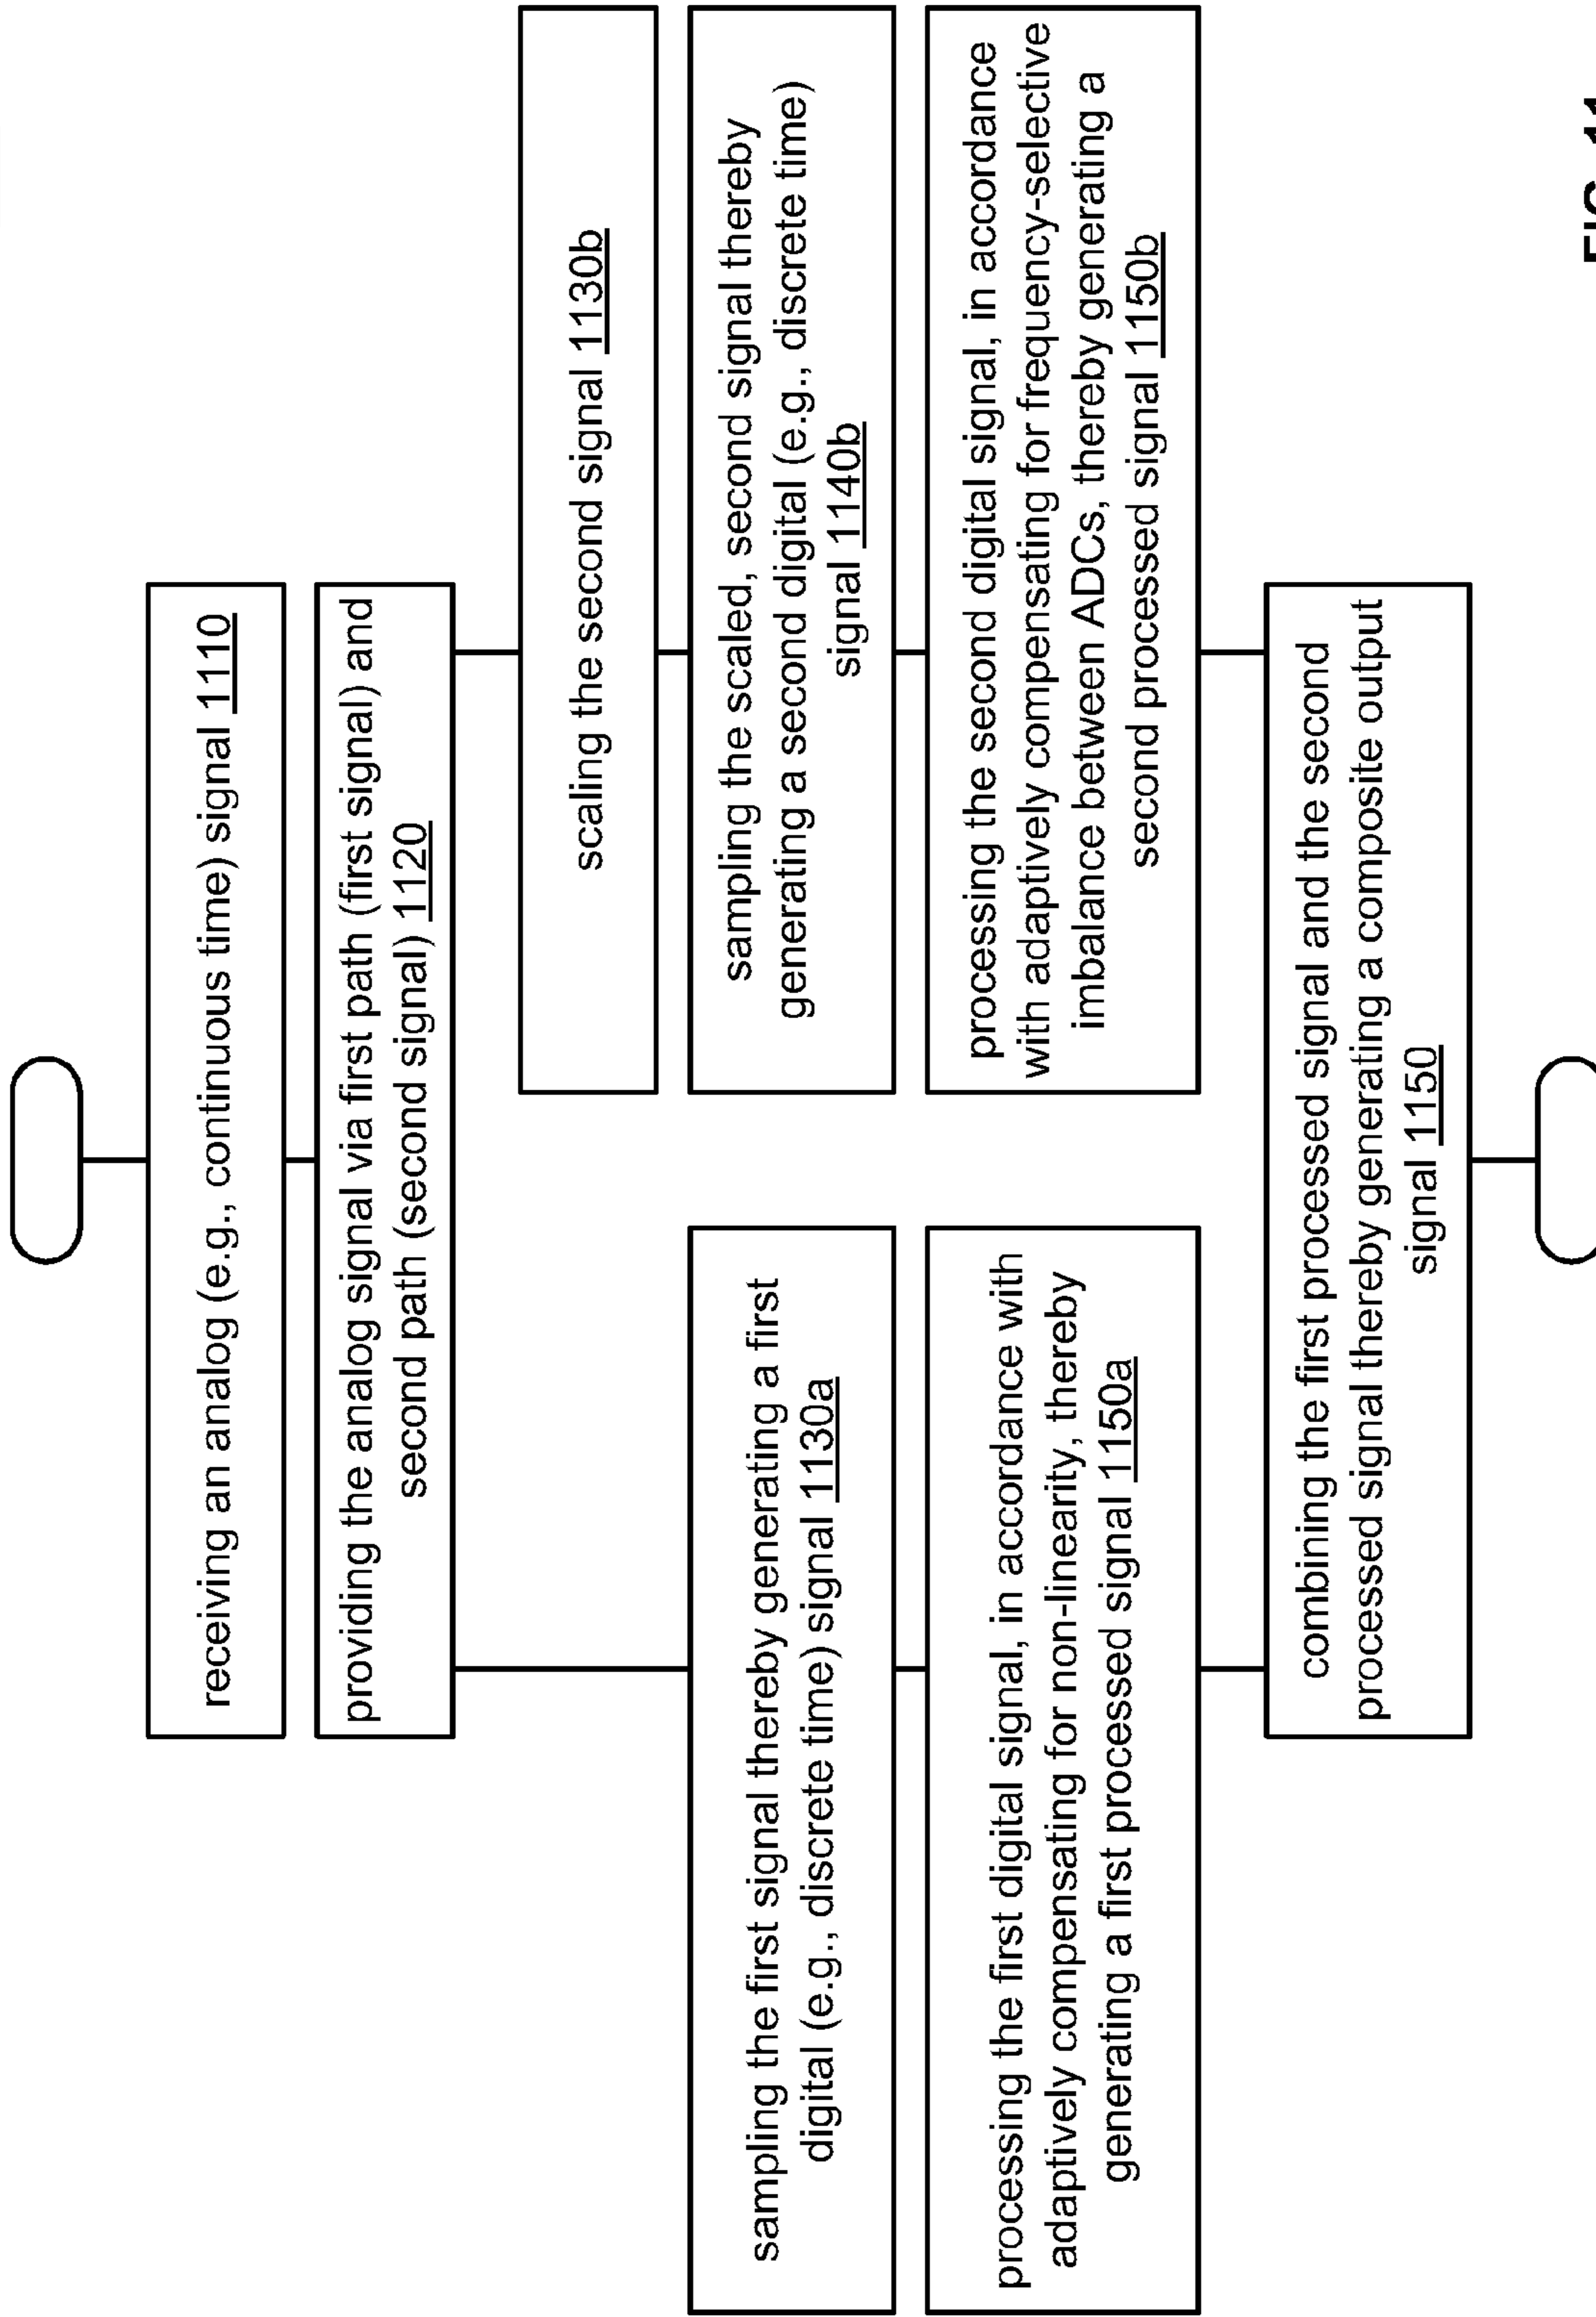 receiving an analog (e.g., continuous time) signal 1110
providing the analog signal via first path (first signal) and
second path (second signal) 1120
scaling the second signal 1130b
sampling the first signal thereby generating a first
digital (e.g., discrete time) signal 1130a
sampling the scaled, second signal thereby
generating a second digital (e.g., discrete time)
signal 1140b
processing the first digital signal, in accordance with
adaptively compensating for non-linearity, thereby
generating a first processed signal 1150a
processing the second digital signal, in accordance
with adaptively compensating for frequency-selective
imbalance between ADCs, thereby generating a
second processed signal 1150b
combining the first processed signal and the second
processed signal thereby generating a composite output
signal 1150
FIG. 11